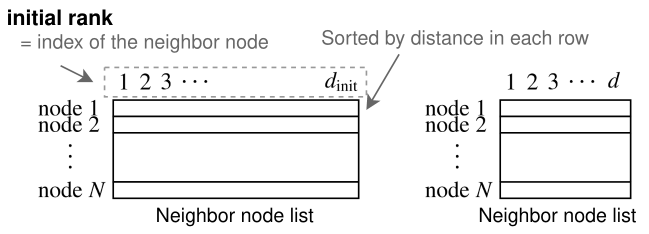 initial rank
= index of the neighbor node
Sorted by distance in each row
1 2 3 ··· d_init
1 2 3 ··· d
node 1
node 2
⋮
node N
Neighbor node list
node 1
node 2
⋮
node N
Neighbor node list